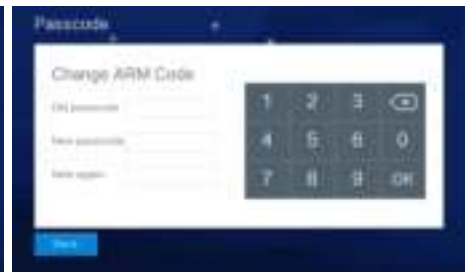 Passcode
Change ARM Code
Old passcode
New passcode
New again
1 2 3
4 5 6 0
7 8 9 OK